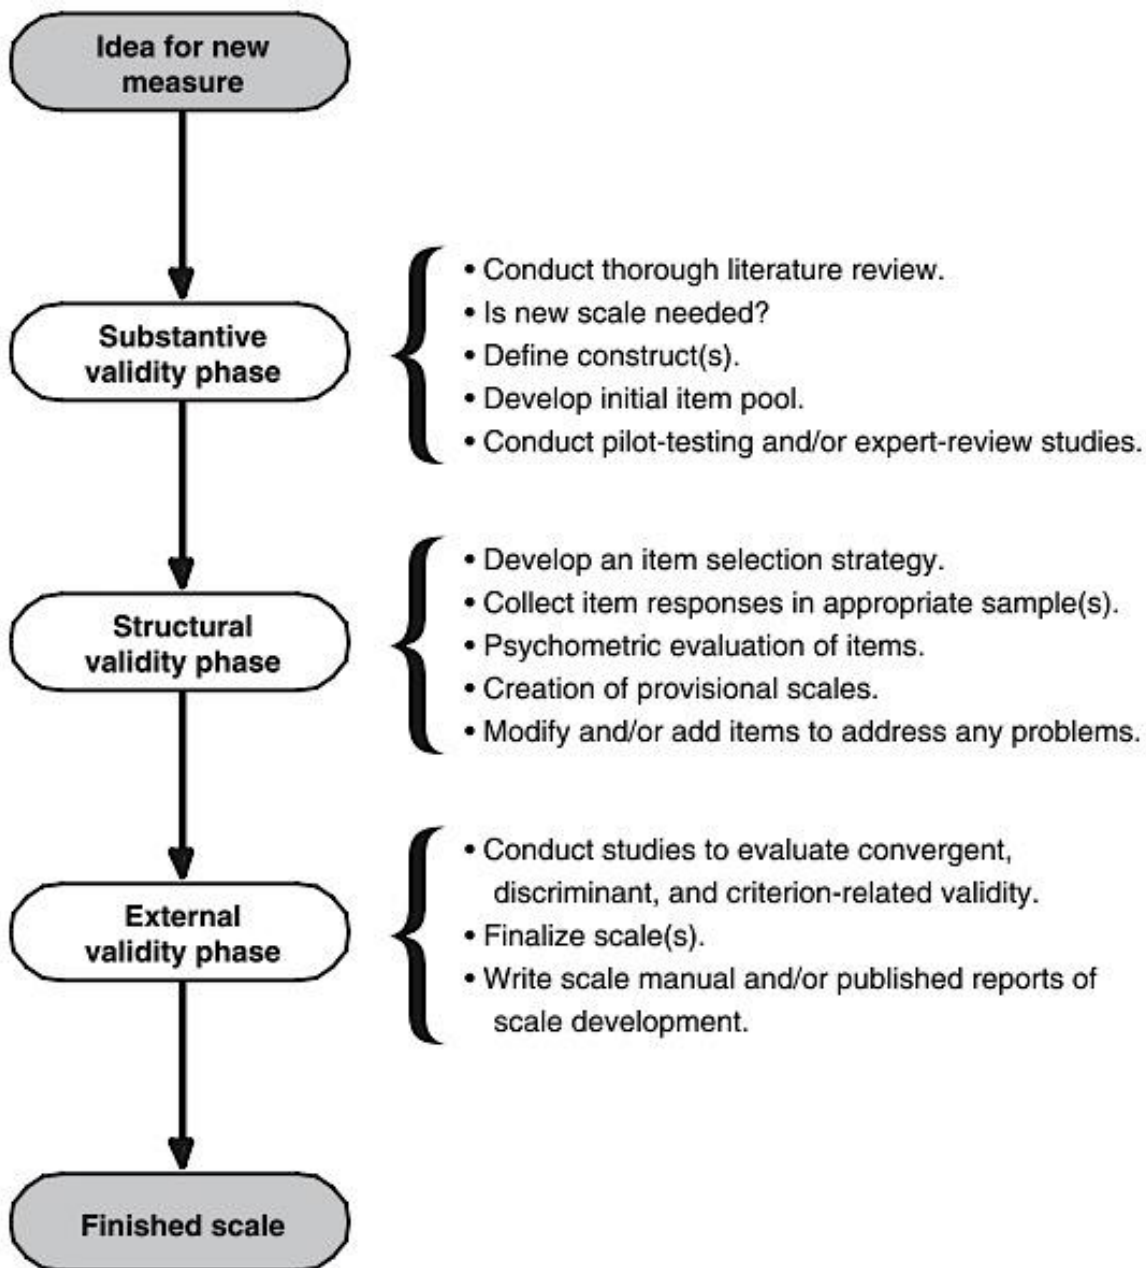 Idea for new
measure
Substantive
validity phase
• Conduct thorough literature review.
• Is new scale needed?
• Define construct(s).
• Develop initial item pool.
• Conduct pilot-testing and/or expert-review studies.
Structural
validity phase
• Develop an item selection strategy.
• Collect item responses in appropriate sample(s).
• Psychometric evaluation of items.
• Creation of provisional scales.
• Modify and/or add items to address any problems.
External
validity phase
• Conduct studies to evaluate convergent,
discriminant, and criterion-related validity.
• Finalize scale(s).
• Write scale manual and/or published reports of
scale development.
Finished scale